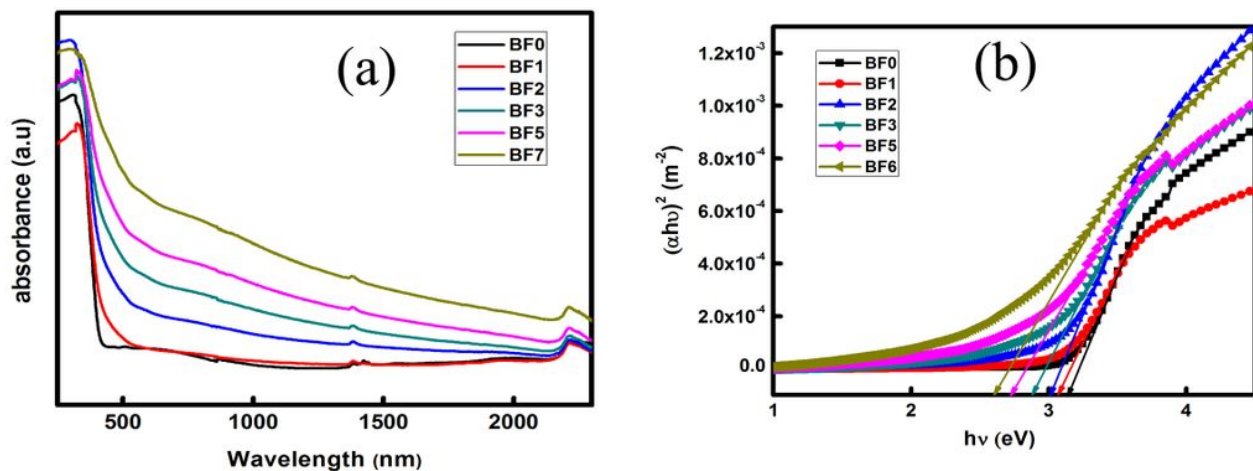 (a)
BF0
BF1
BF2
BF3
BF5
BF7
absorbance (a.u)
500
1000
1500
2000
Wavelength (nm)
(b)
BF0
BF1
BF2
BF3
BF5
BF6
(αhυ)² (m⁻²)
1.2x10⁻³
1.0x10⁻³
8.0x10⁻⁴
6.0x10⁻⁴
4.0x10⁻⁴
2.0x10⁻⁴
0.0
1
2
3
4
hν (eV)